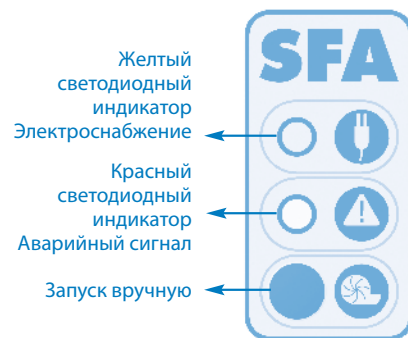 SFA
Желтый
светодиодный
индикатор
Электроснабжение
Красный
светодиодный
индикатор
Аварийный сигнал
Запуск вручную